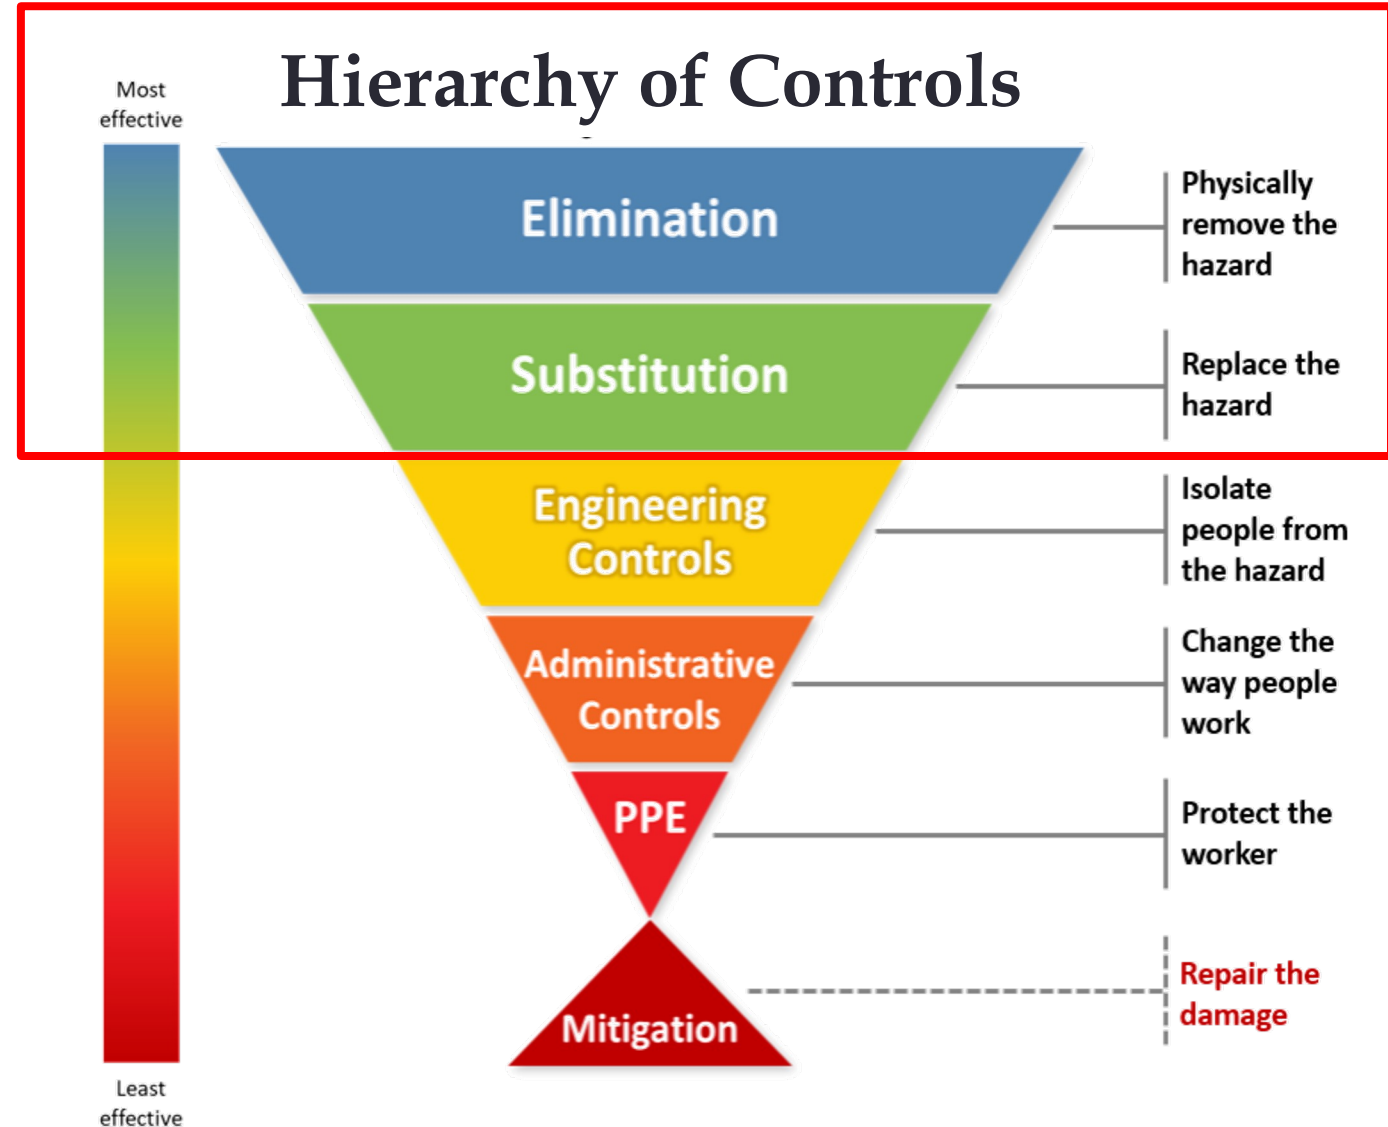 Hierarchy of Controls
Most
effective
Elimination
Physically
remove the
hazard
Substitution
Replace the
hazard
Engineering
Controls
Isolate
people from
the hazard
Administrative
Controls
Change the
way people
work
PPE
Protect the
worker
Mitigation
Repair the
damage
Least
effective